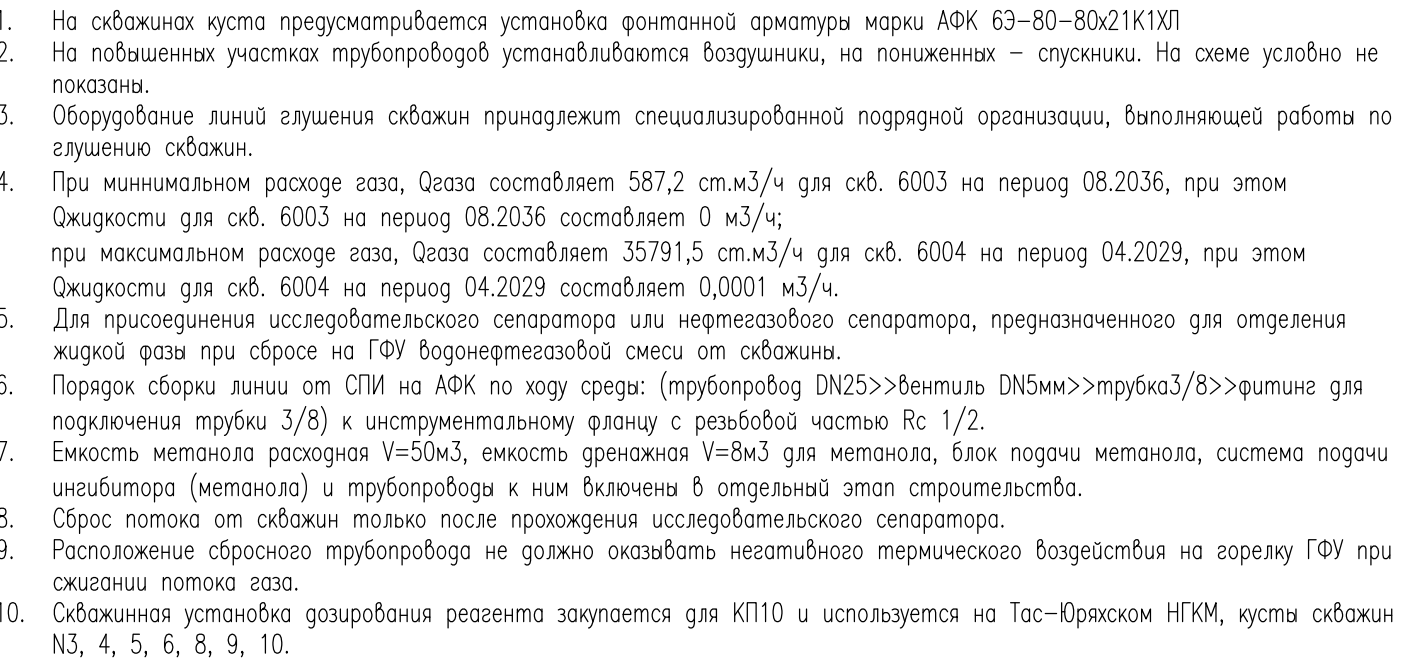 1. На скважинах куста предусматривается установка фонтанной арматуры марки АФК 6Э–80–80х21К1ХЛ
2. На повышенных участках трубопроводов устанавливаются воздушники, на пониженных – спускники. На схеме условно не
показаны.
3. Оборудование линий глушения скважин принадлежит специализированной подрядной организации, выполняющей работы по
глушению скважин.
4. При миннимальном расходе газа, Qгаза составляет 587,2 ст.м3/ч для скв. 6003 на период 08.2036, при этом
Qжидкости для скв. 6003 на период 08.2036 составляет 0 м3/ч;
при максимальном расходе газа, Qгаза составляет 35791,5 ст.м3/ч для скв. 6004 на период 04.2029, при этом
Qжидкости для скв. 6004 на период 04.2029 составляет 0,0001 м3/ч.
5. Для присоединения исследовательского сепаратора или нефтегазового сепаратора, предназначенного для отделения
жидкой фазы при сбросе на ГФУ водонефтегазовой смеси от скважины.
6. Порядок сборки линии от СПИ на АФК по ходу среды: (трубопровод DN25>>вентиль DN5мм>>трубка3/8>>фитинг для
подключения трубки 3/8) к инструментальному фланцу с резьбовой частью Rc 1/2.
7. Емкость метанола расходная V=50м3, емкость дренажная V=8м3 для метанола, блок подачи метанола, система подачи
ингибитора (метанола) и трубопроводы к ним включены в отдельный этап строительства.
8. Сброс потока от скважин только после прохождения исследовательского сепаратора.
9. Расположение сбросного трубопровода не должно оказывать негативного термического воздействия на горелку ГФУ при
сжигании потока газа.
10. Скважинная установка дозирования реагента закупается для КП10 и используется на Тас–Юряхском НГКМ, кусты скважин
N3, 4, 5, 6, 8, 9, 10.